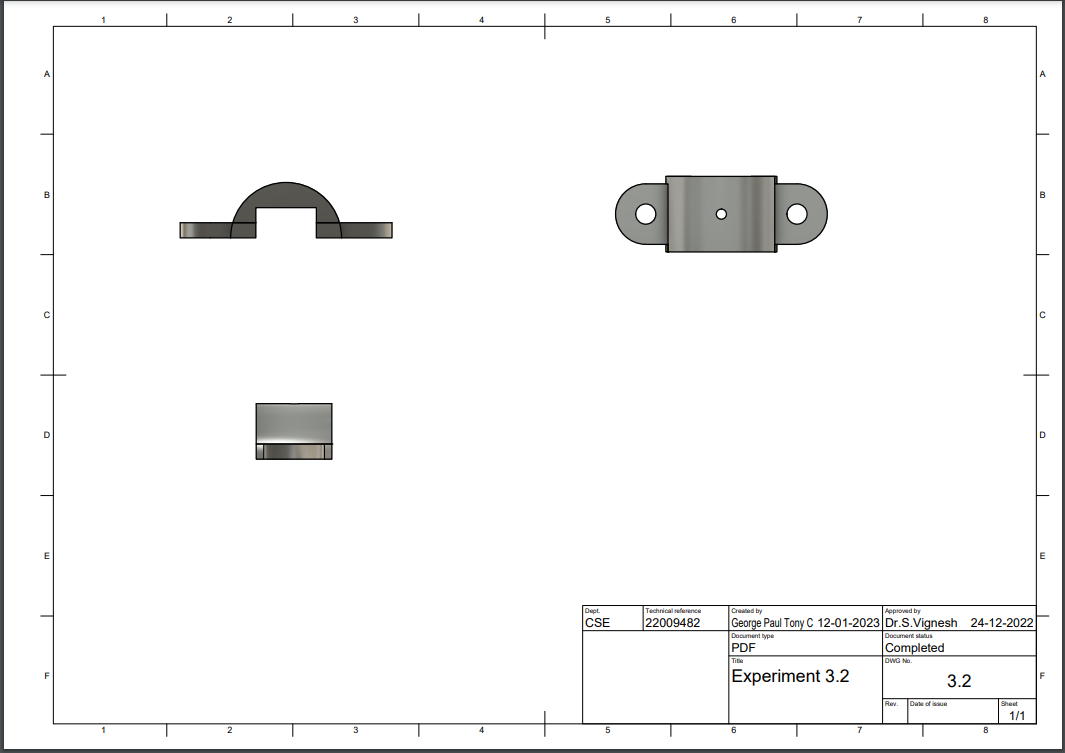 1 2 3 4 5 6 7 8
A A
B B
C C
D D
E E
Dept. Technical reference Created by Approved by
CSE 22009482 George Paul Tony C 12-01-2023 Dr.S.Vignesh 24-12-2022
Document type Document status
PDF Completed
Title DWG No.
F Experiment 3.2 3.2 F
Rev. Date of issue Sheet
1/1
1 2 3 4 5 6 7 8